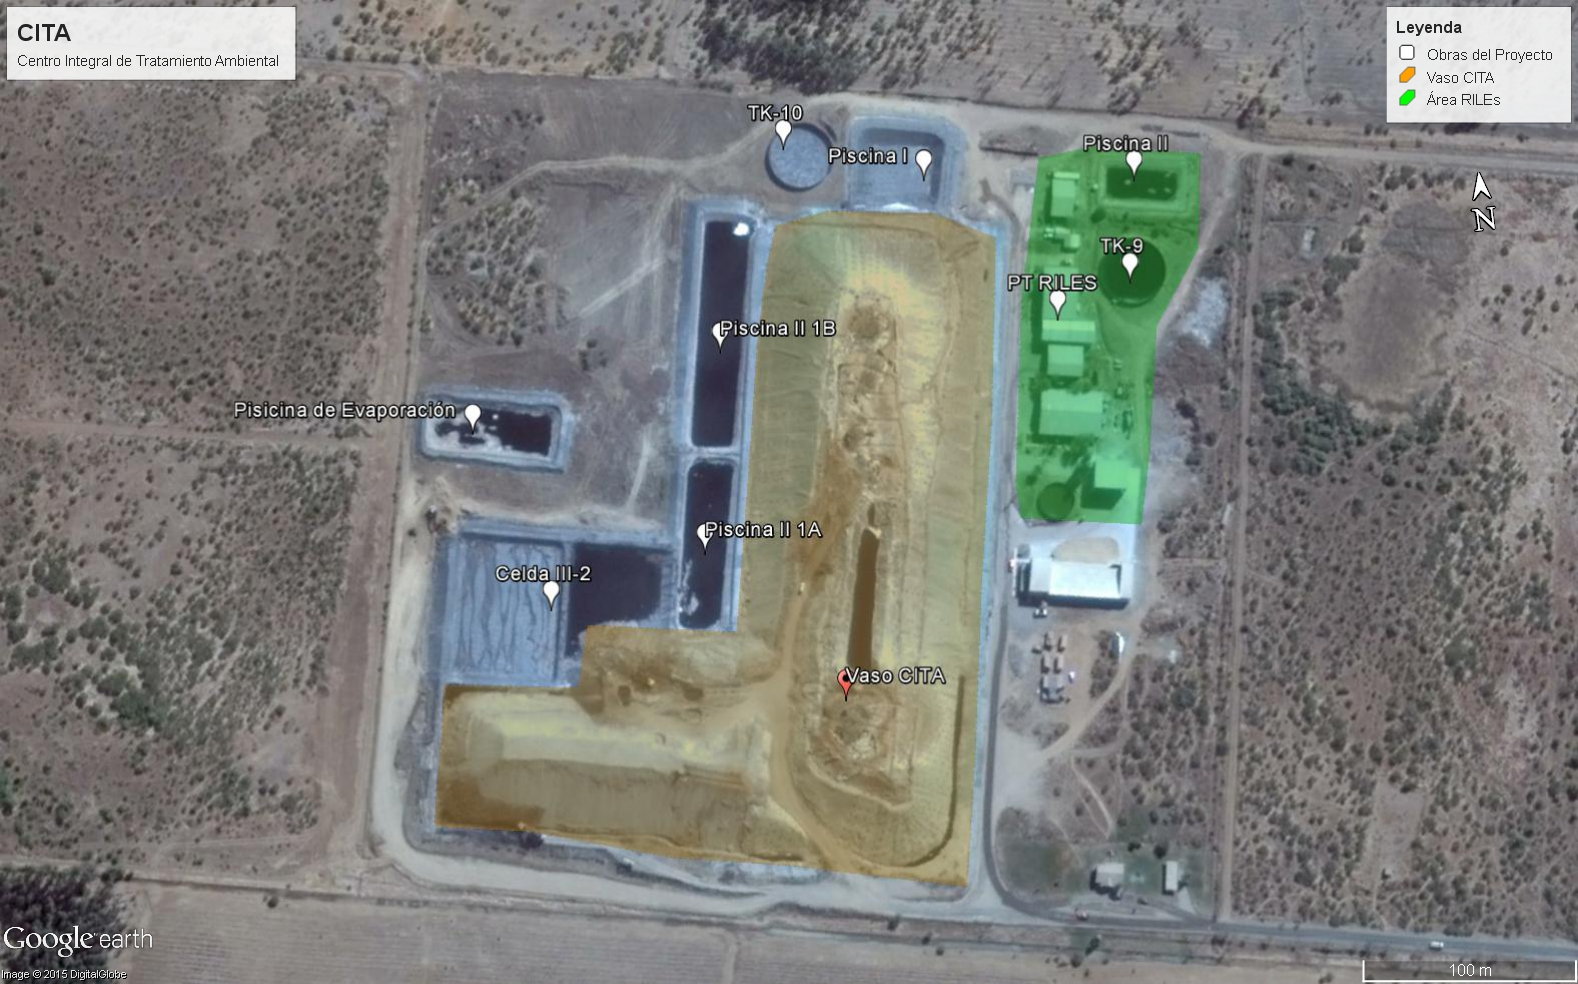 CITA
Centro Integral de Tratamiento Ambiental
Leyenda
Obras del Proyecto
Vaso CITA
Área RILEs
TK-10
Piscina I
Piscina II
N
TK-9
PT RILES
Piscina II 1B
Pisicina de Evaporación
Piscina II 1A
Celda III-2
Vaso CITA
Google earth
Image © 2015 DigitalGlobe
100 m